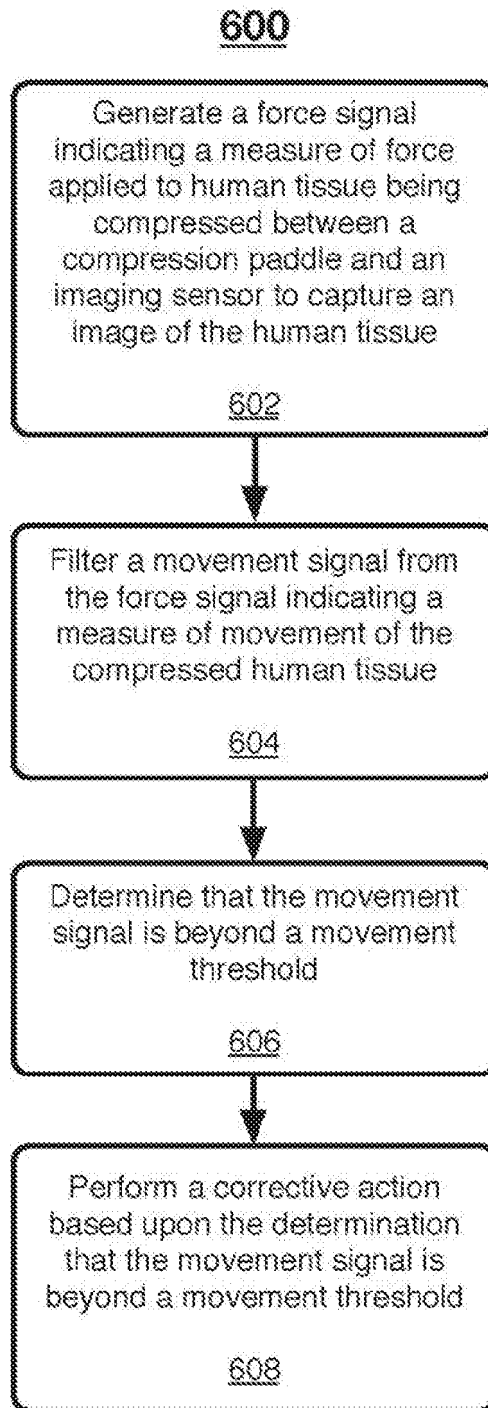 600
Generate a force signal
indicating a measure of force
applied to human tissue being
compressed between a
compression paddle and an
imaging sensor to capture an
image of the human tissue
602
Filter a movement signal from
the force signal indicating a
measure of movement of the
compressed human tissue
604
Determine that the movement
signal is beyond a movement
threshold
606
Perform a corrective action
based upon the determination
that the movement signal is
beyond a movement threshold
608